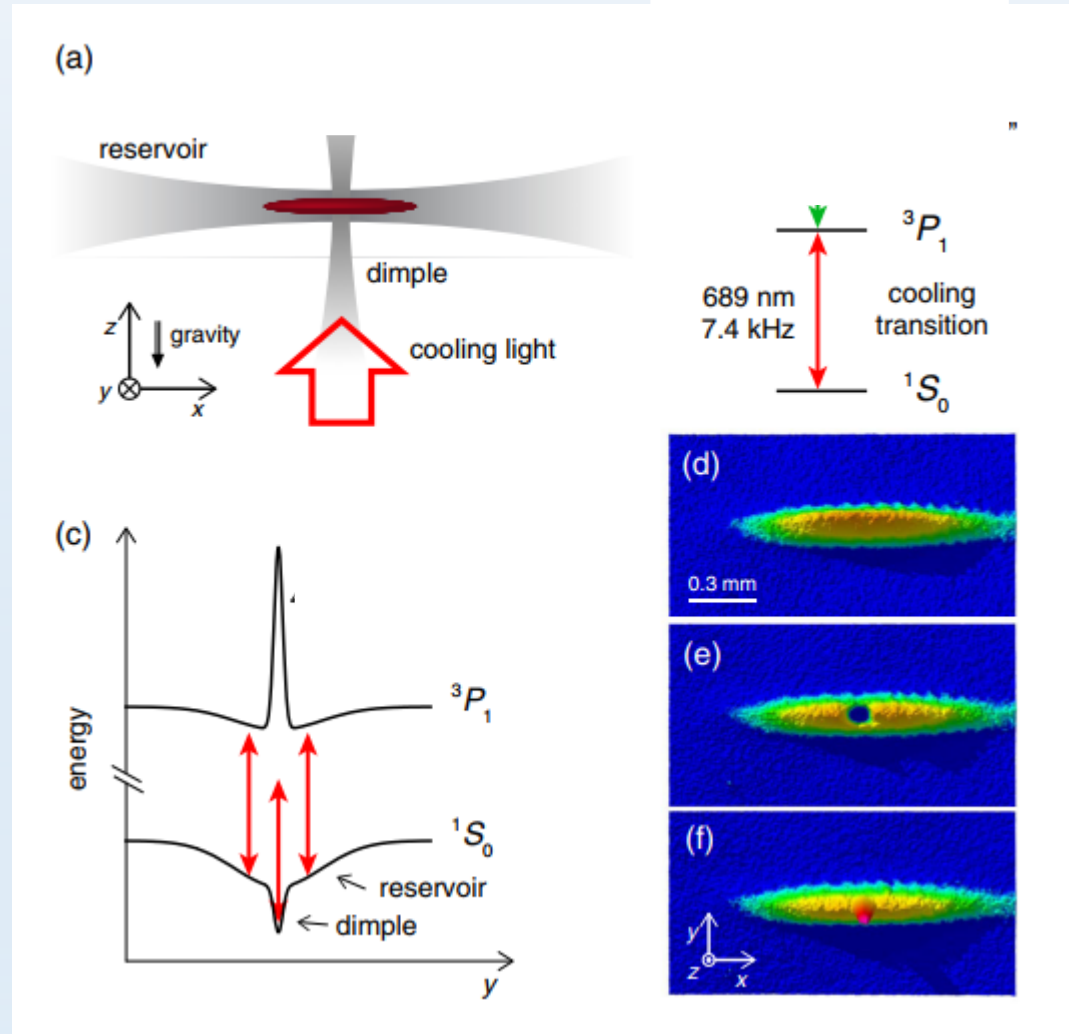 (a)
reservoir
dimple
cooling light
z
gravity
y
x
”
³P₁
689 nm
7.4 kHz
cooling
transition
¹S₀
(c)
energy
³P₁
¹S₀
reservoir
dimple
y
(d)
0.3 mm
(e)
(f)
y
z
x